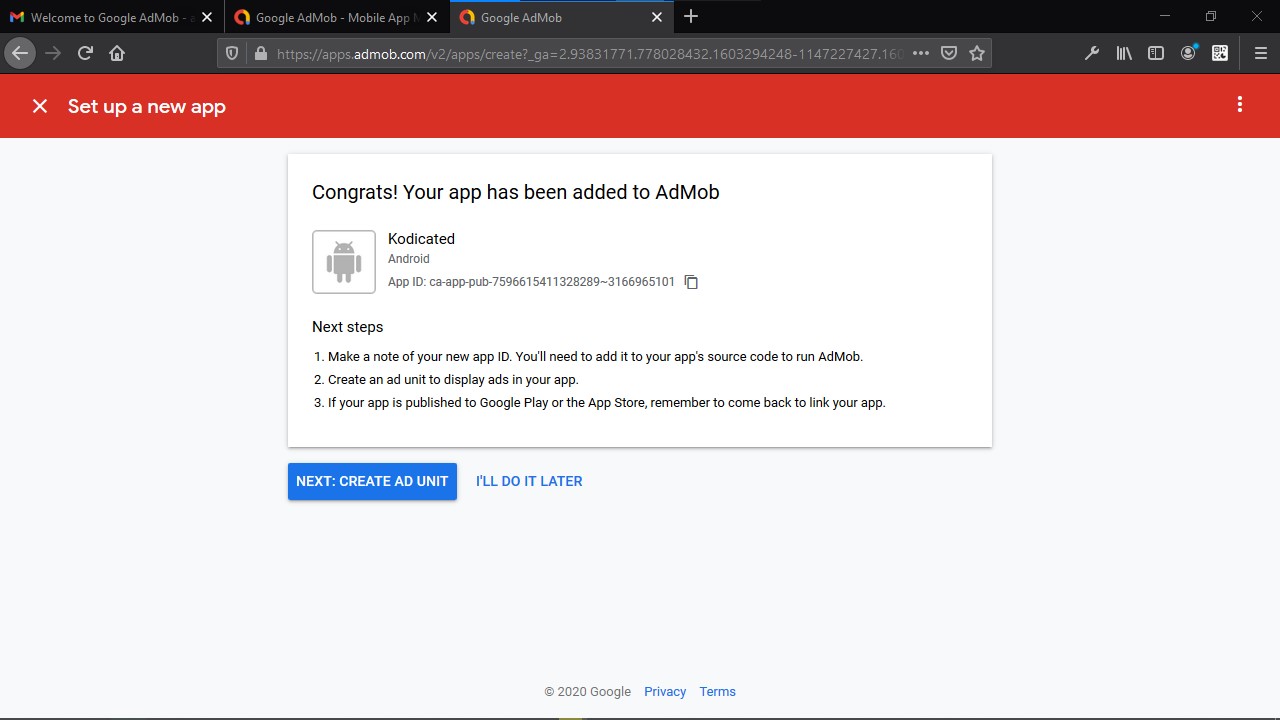 Welcome to Google AdMob - a
Google AdMob - Mobile App M
Google AdMob
https://apps.admob.com/v2/apps/create?_ga=2.93831771.778028432.1603294248-1147227427.160
Set up a new app
Congrats! Your app has been added to AdMob
Kodicated
Android
App ID: ca-app-pub-7596615411328289~3166965101
Next steps
1. Make a note of your new app ID. You'll need to add it to your app's source code to run AdMob.
2. Create an ad unit to display ads in your app.
3. If your app is published to Google Play or the App Store, remember to come back to link your app.
NEXT: CREATE AD UNIT I'LL DO IT LATER
© 2020 Google Privacy Terms